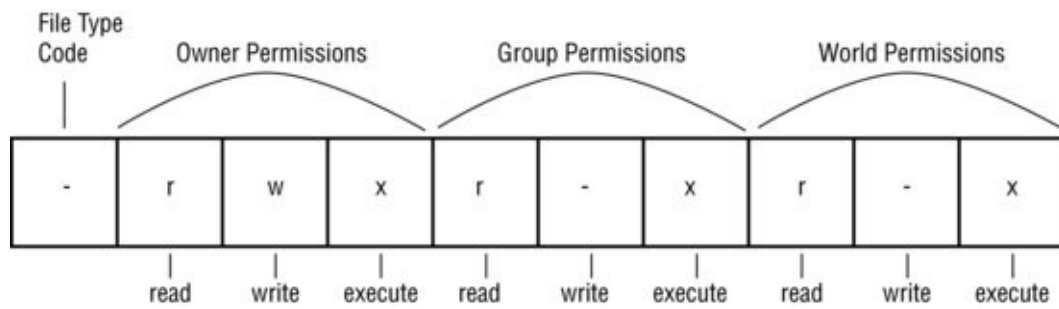 File Type
Code Owner Permissions Group Permissions World Permissions
- r w x r - x r - x
read write execute read write execute read write execute